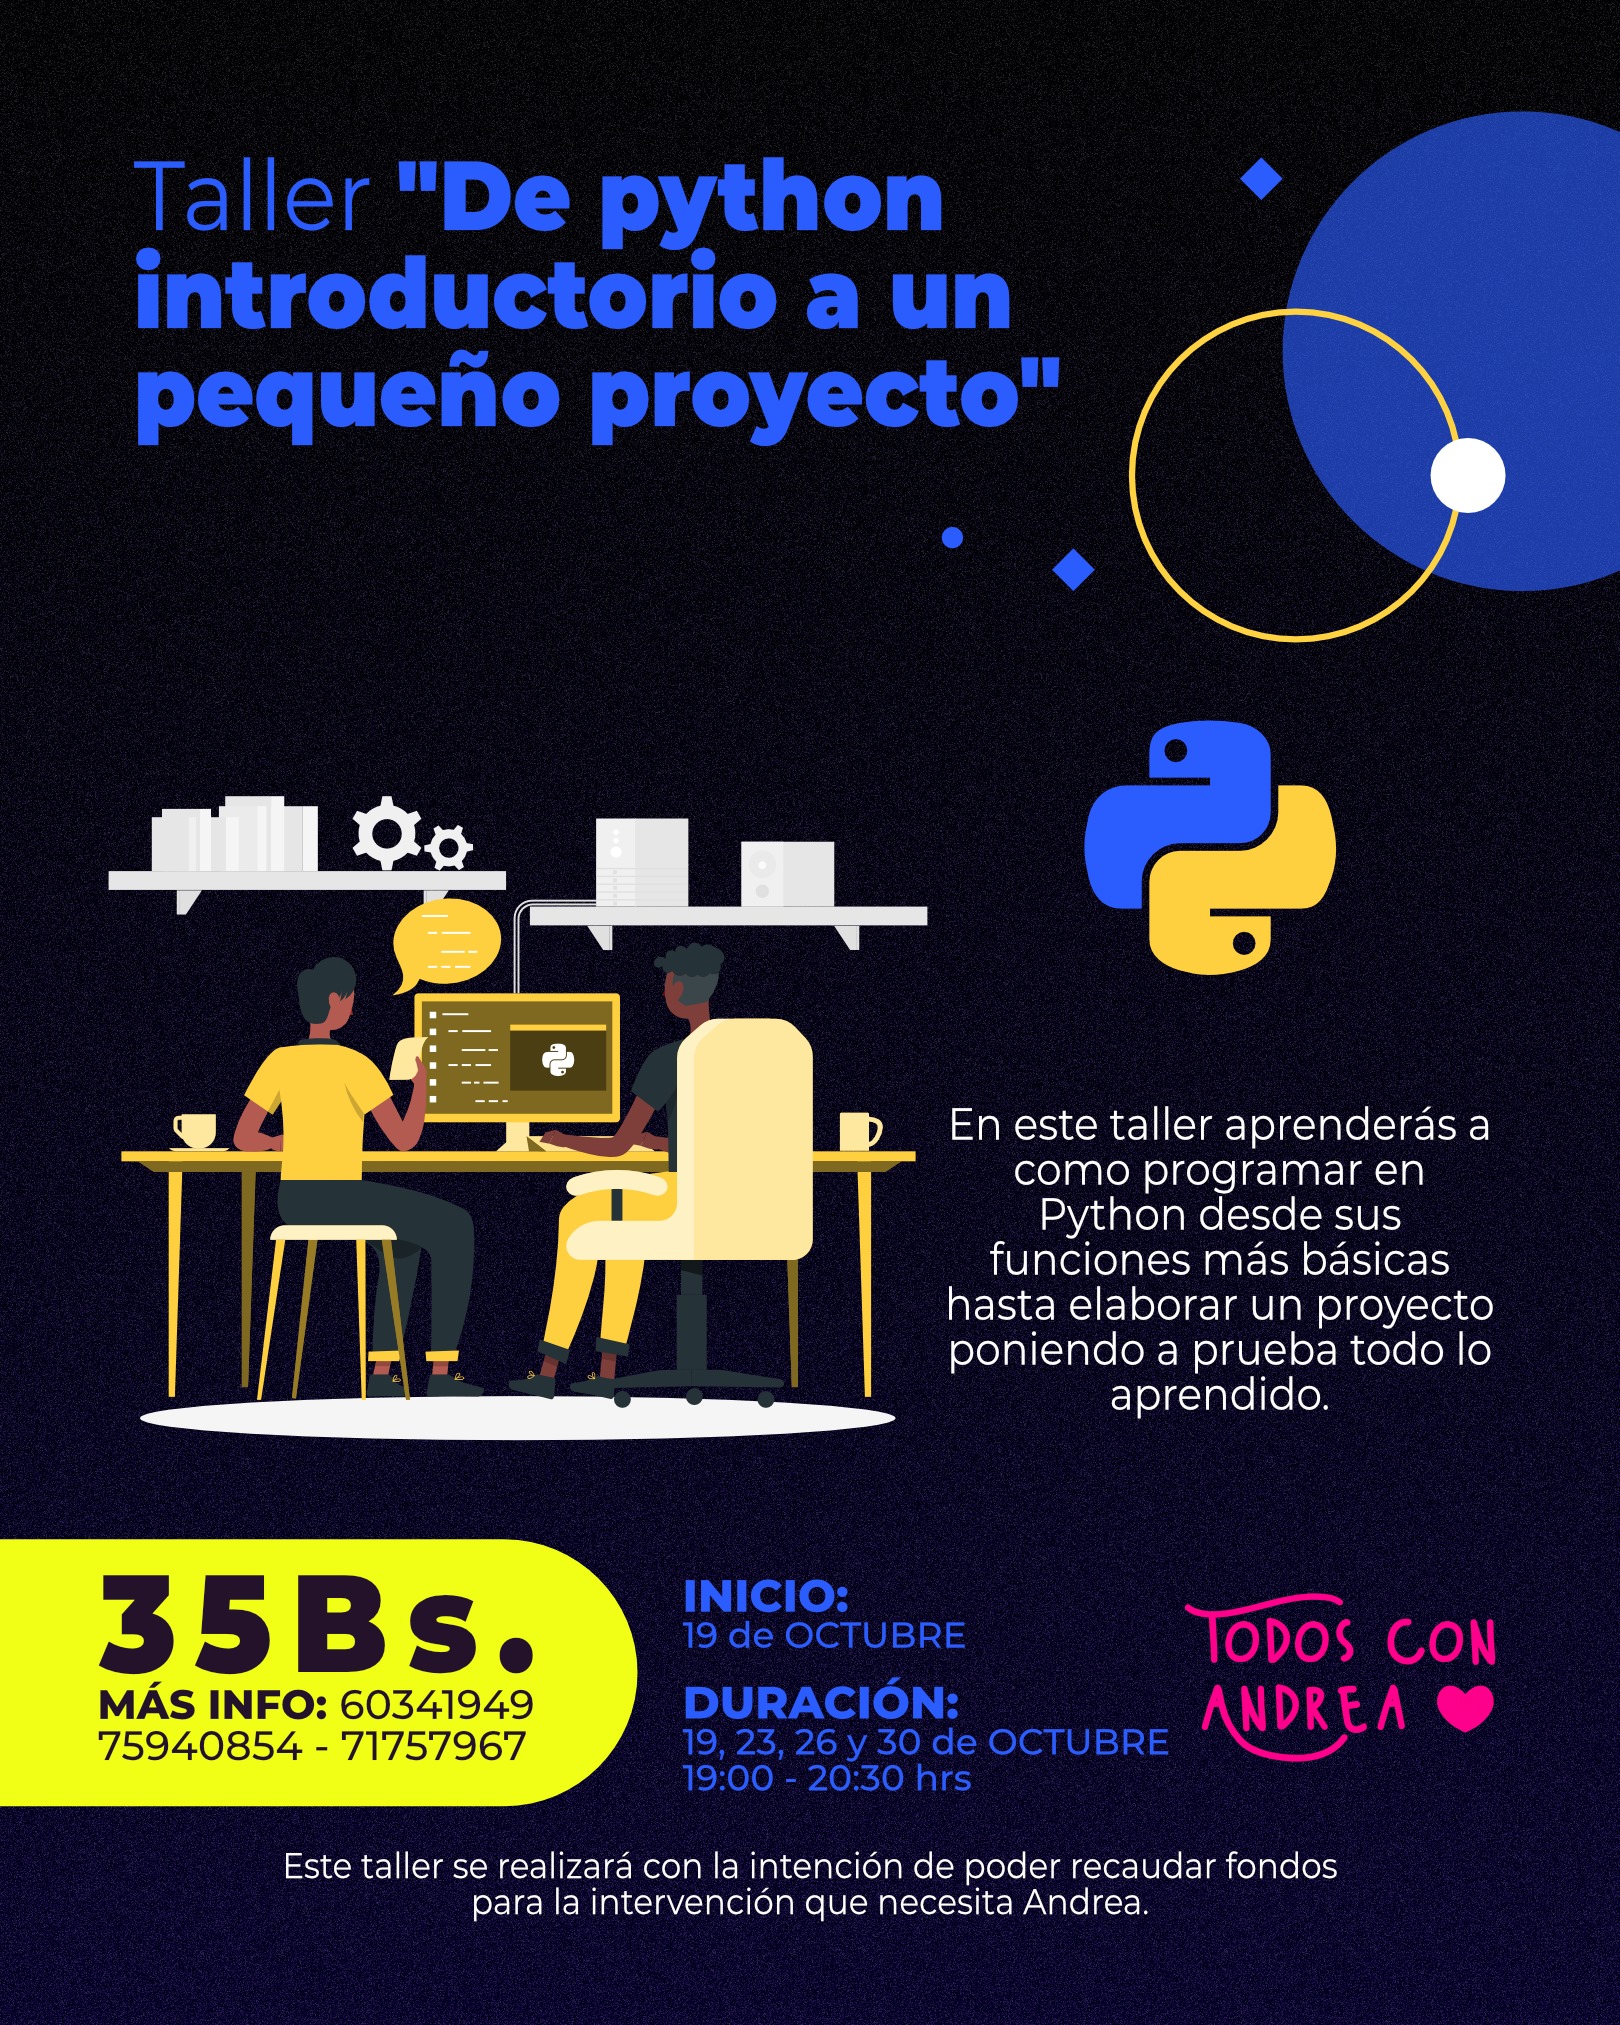 Taller "De python
introductorio a un
pequeño proyecto"
En este taller aprenderás a
como programar en
Python desde sus
funciones más básicas
hasta elaborar un proyecto
poniendo a prueba todo lo
aprendido.
35Bs.
MÁS INFO: 60341949
75940854 - 71757967
INICIO:
19 de OCTUBRE
DURACIÓN:
19, 23, 26 y 30 de OCTUBRE
19:00 - 20:30 hrs
TODOS CON
ANDREA
Este taller se realizará con la intención de poder recaudar fondos
para la intervención que necesita Andrea.